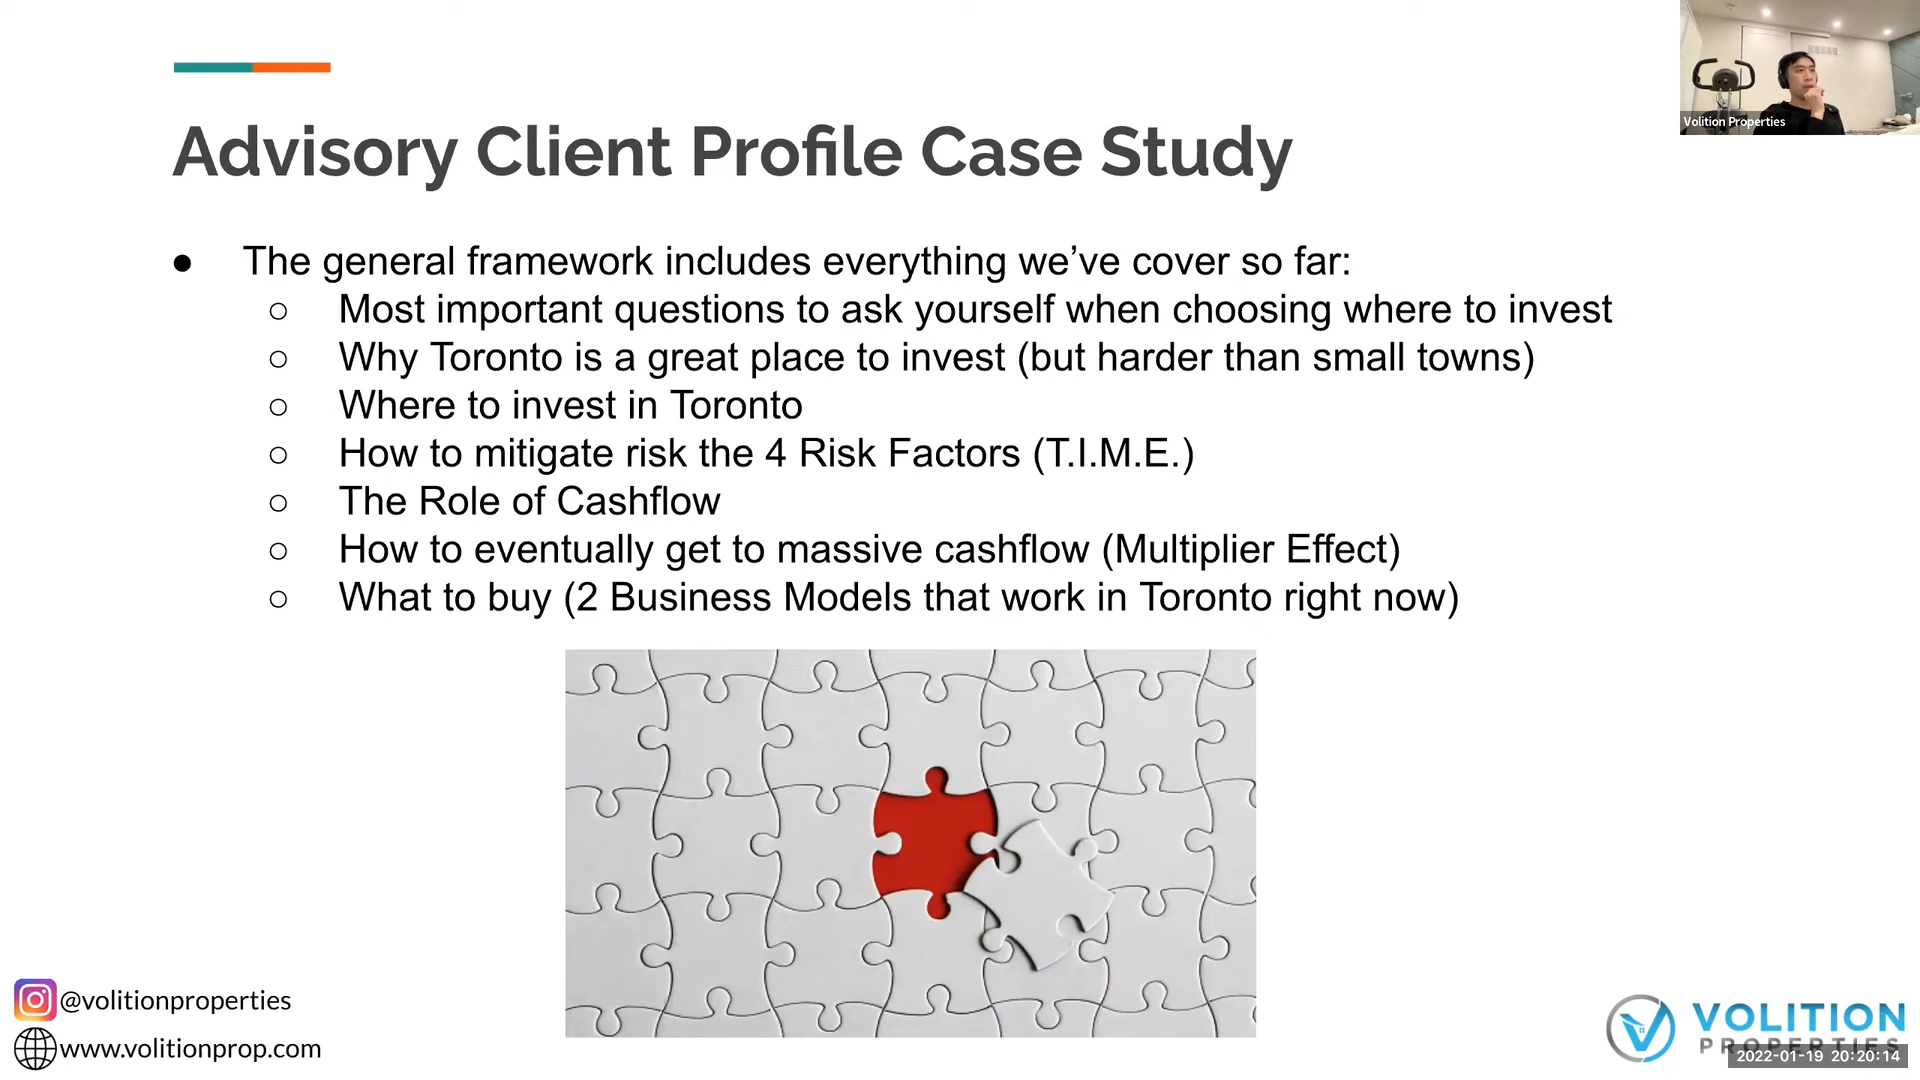 Volition Properties
Advisory Client Profile Case Study
● The general framework includes everything we’ve cover so far:
○ Most important questions to ask yourself when choosing where to invest
○ Why Toronto is a great place to invest (but harder than small towns)
○ Where to invest in Toronto
○ How to mitigate risk the 4 Risk Factors (T.I.M.E.)
○ The Role of Cashflow
○ How to eventually get to massive cashflow (Multiplier Effect)
○ What to buy (2 Business Models that work in Toronto right now)
@volitionproperties
www.volitionprop.com
VOLITION
PROPERTIES
2022-01-19 20:20:14